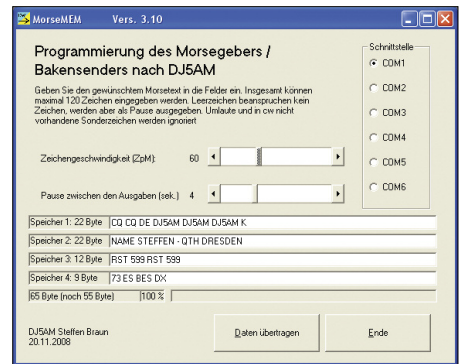 MorseMEM Vers. 3.10
Programmierung des Morsegebers /
Bakensenders nach DJ5AM
Geben Sie den gewünschtem Morsetext in die Felder ein. Insgesamt können
maximal 120 Zeichen eingegeben werden. Leerzeichen beanspruchen kein
Zeichen, werden aber als Pause ausgegeben. Umlaute und in cw nicht
vorhandene Sonderzeichen werden ignoriert
Schnittstelle
COM1
COM2
COM3
COM4
COM5
COM6
Zeichengeschwindigkeit (ZpM): 60
Pause zwischen den Ausgaben (sek.) 4
Speicher 1: 22 Byte CQ CQ DE DJ5AM DJ5AM DJ5AM K
Speicher 2: 22 Byte NAME STEFFEN - QTH DRESDEN
Speicher 3: 12 Byte RST 599 RST 599
Speicher 4: 9 Byte 73 ES BES DX
65 Byte (noch 55 Byte) 100 %
DJ5AM Steffen Braun
20.11.2008
Daten übertragen
Ende